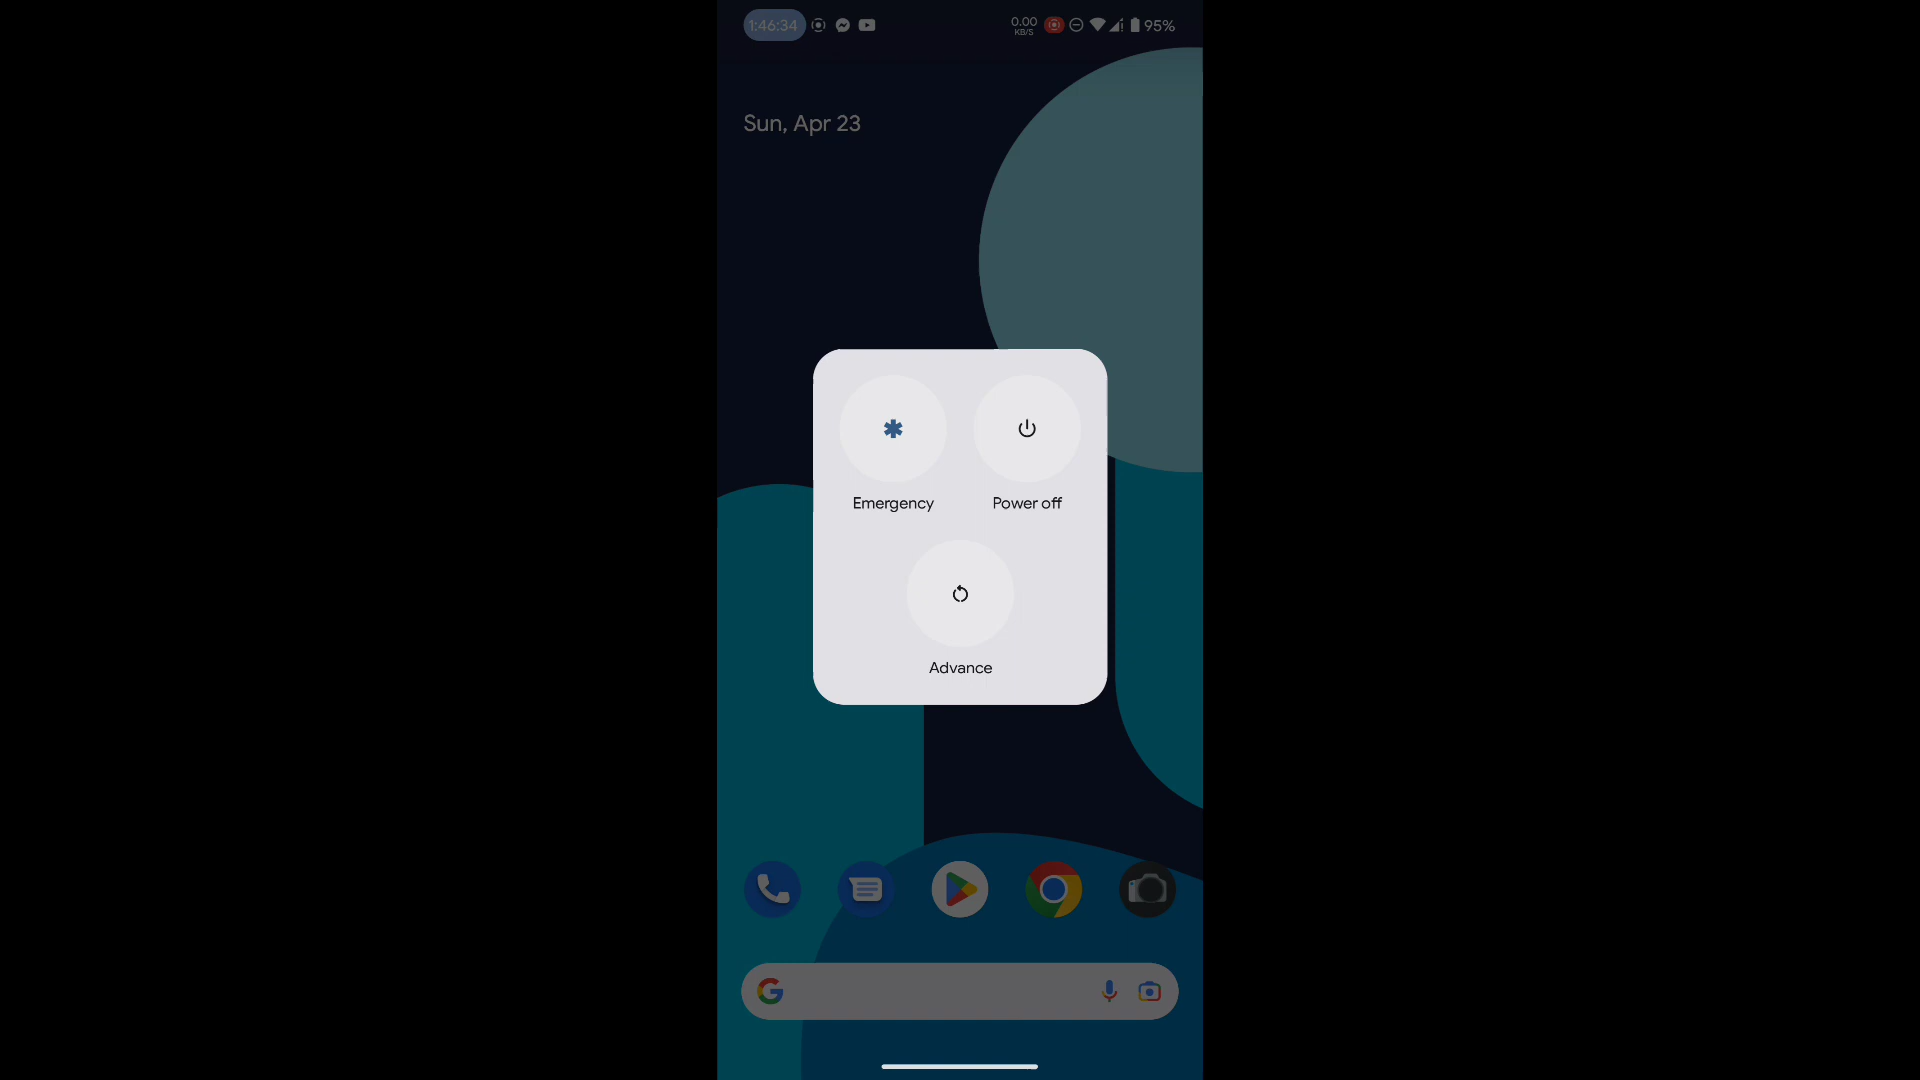 1:46:34
0.00
KB/S
95%
Sun, Apr 23
Emergency
Power off
Advance